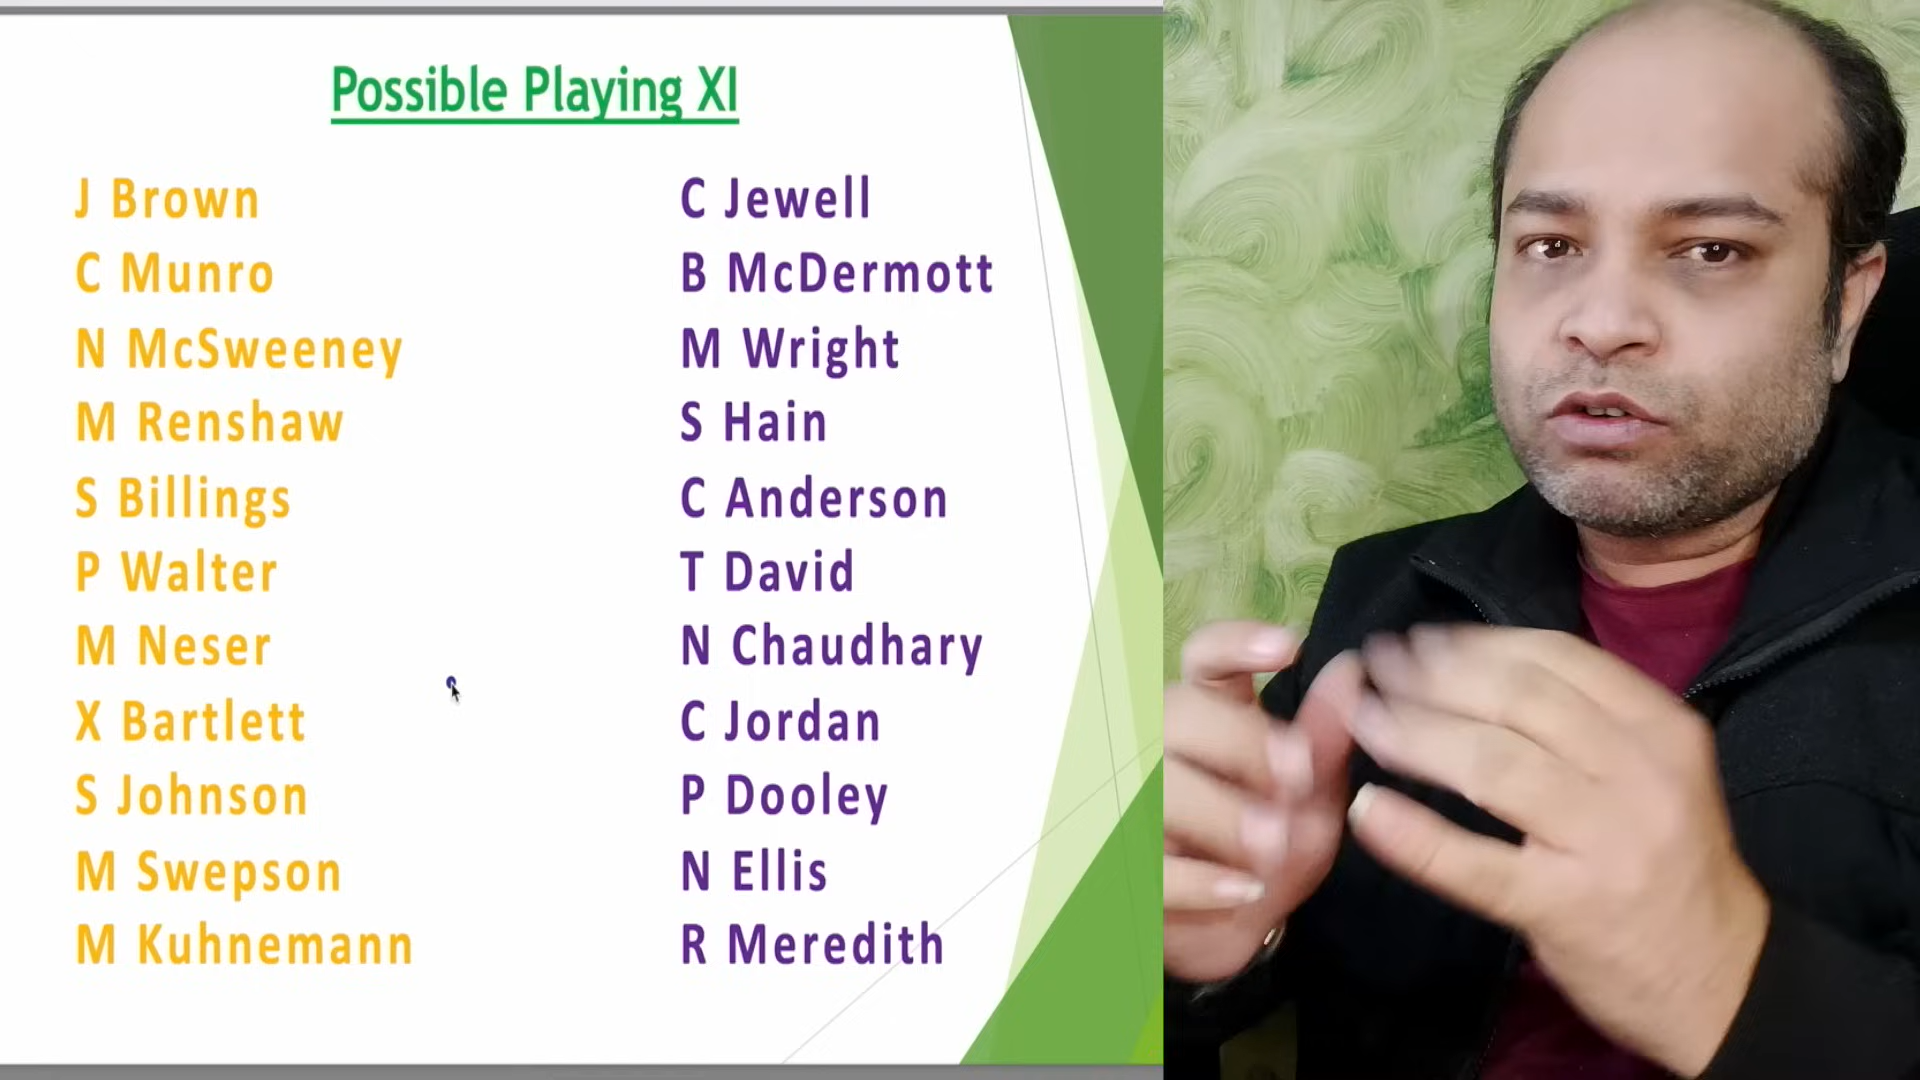 Possible Playing XI
J Brown
C Munro
N McSweeney
M Renshaw
S Billings
P Walter
M Neser
X Bartlett
S Johnson
M Swepson
M Kuhnemann
C Jewell
B McDermott
M Wright
S Hain
C Anderson
T David
N Chaudhary
C Jordan
P Dooley
N Ellis
R Meredith